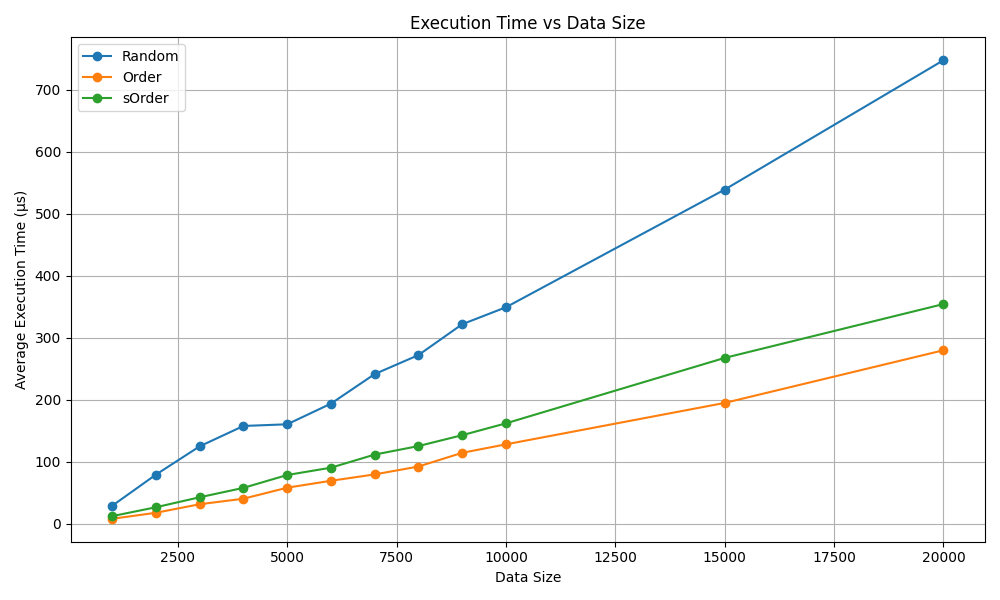 Execution Time vs Data Size
Random
Order
sOrder
Average Execution Time (µs)
700
600
500
400
300
200
100
0
2500 5000 7500 10000 12500 15000 17500 20000
Data Size